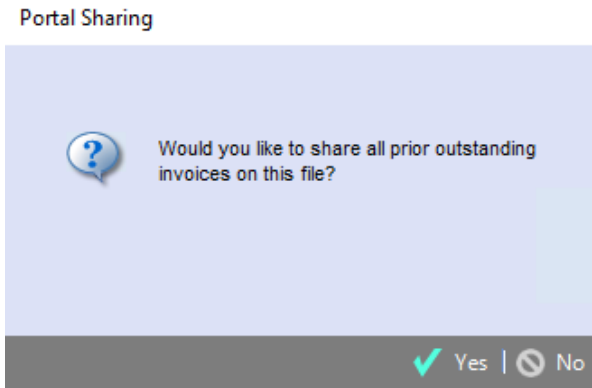 Portal Sharing
Would you like to share all prior outstanding
invoices on this file?
Yes | No